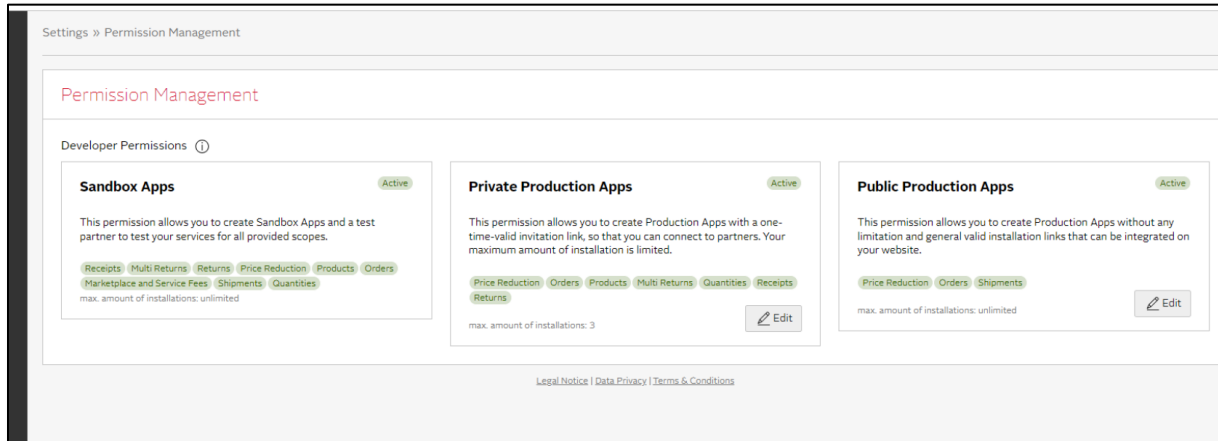 Settings » Permission Management
Permission Management
Developer Permissions
Sandbox Apps
Active
This permission allows you to create Sandbox Apps and a test
partner to test your services for all provided scopes.
Receipts Multi Returns Returns Price Reduction Products Orders
Marketplace and Service Fees Shipments Quantities
max. amount of installations: unlimited
Private Production Apps
Active
This permission allows you to create Production Apps with a one-
time-valid invitation link, so that you can connect to partners. Your
maximum amount of installation is limited.
Price Reduction Orders Products Multi Returns Quantities Receipts
Returns
max. amount of installations: 3
Edit
Public Production Apps
Active
This permission allows you to create Production Apps without any
limitation and general valid installation links that can be integrated on
your website.
Price Reduction Orders Shipments
max. amount of installations: unlimited
Edit
Legal Notice | Data Privacy | Terms & Conditions